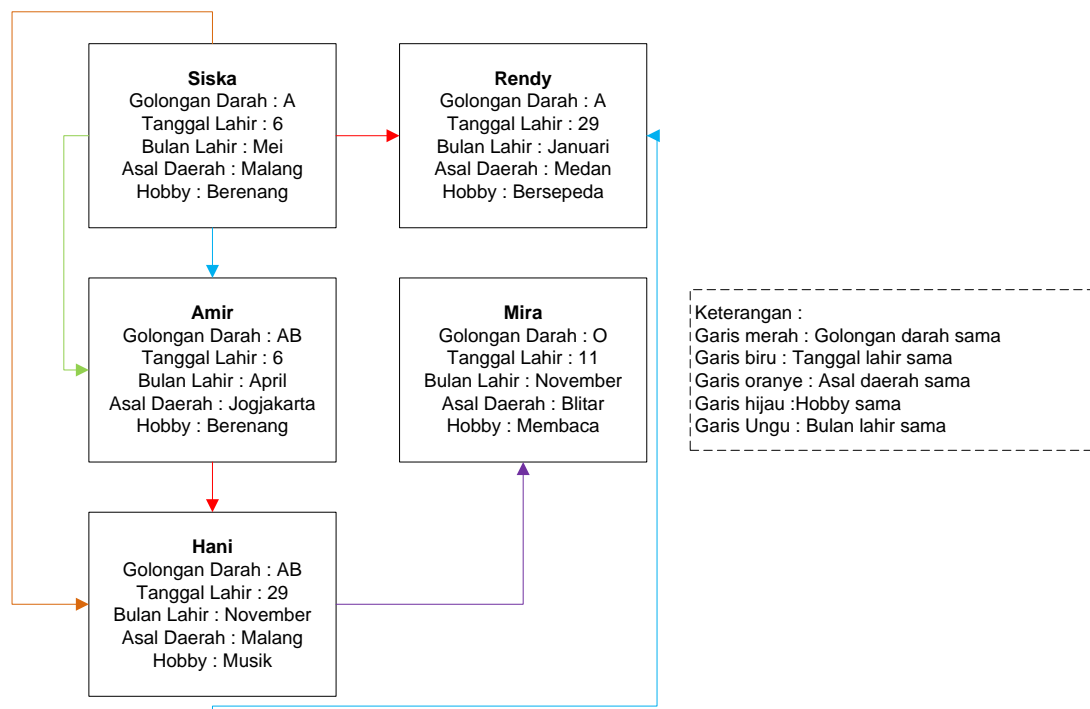 Siska
Golongan Darah : A
Tanggal Lahir : 6
Bulan Lahir : Mei
Asal Daerah : Malang
Hobby : Berenang
Rendy
Golongan Darah : A
Tanggal Lahir : 29
Bulan Lahir : Januari
Asal Daerah : Medan
Hobby : Bersepeda
Amir
Golongan Darah : AB
Tanggal Lahir : 6
Bulan Lahir : April
Asal Daerah : Jogjakarta
Hobby : Berenang
Mira
Golongan Darah : O
Tanggal Lahir : 11
Bulan Lahir : November
Asal Daerah : Blitar
Hobby : Membaca
Keterangan :
Garis merah : Golongan darah sama
Garis biru : Tanggal lahir sama
Garis oranye : Asal daerah sama
Garis hijau :Hobby sama
Garis Ungu : Bulan lahir sama
Hani
Golongan Darah : AB
Tanggal Lahir : 29
Bulan Lahir : November
Asal Daerah : Malang
Hobby : Musik